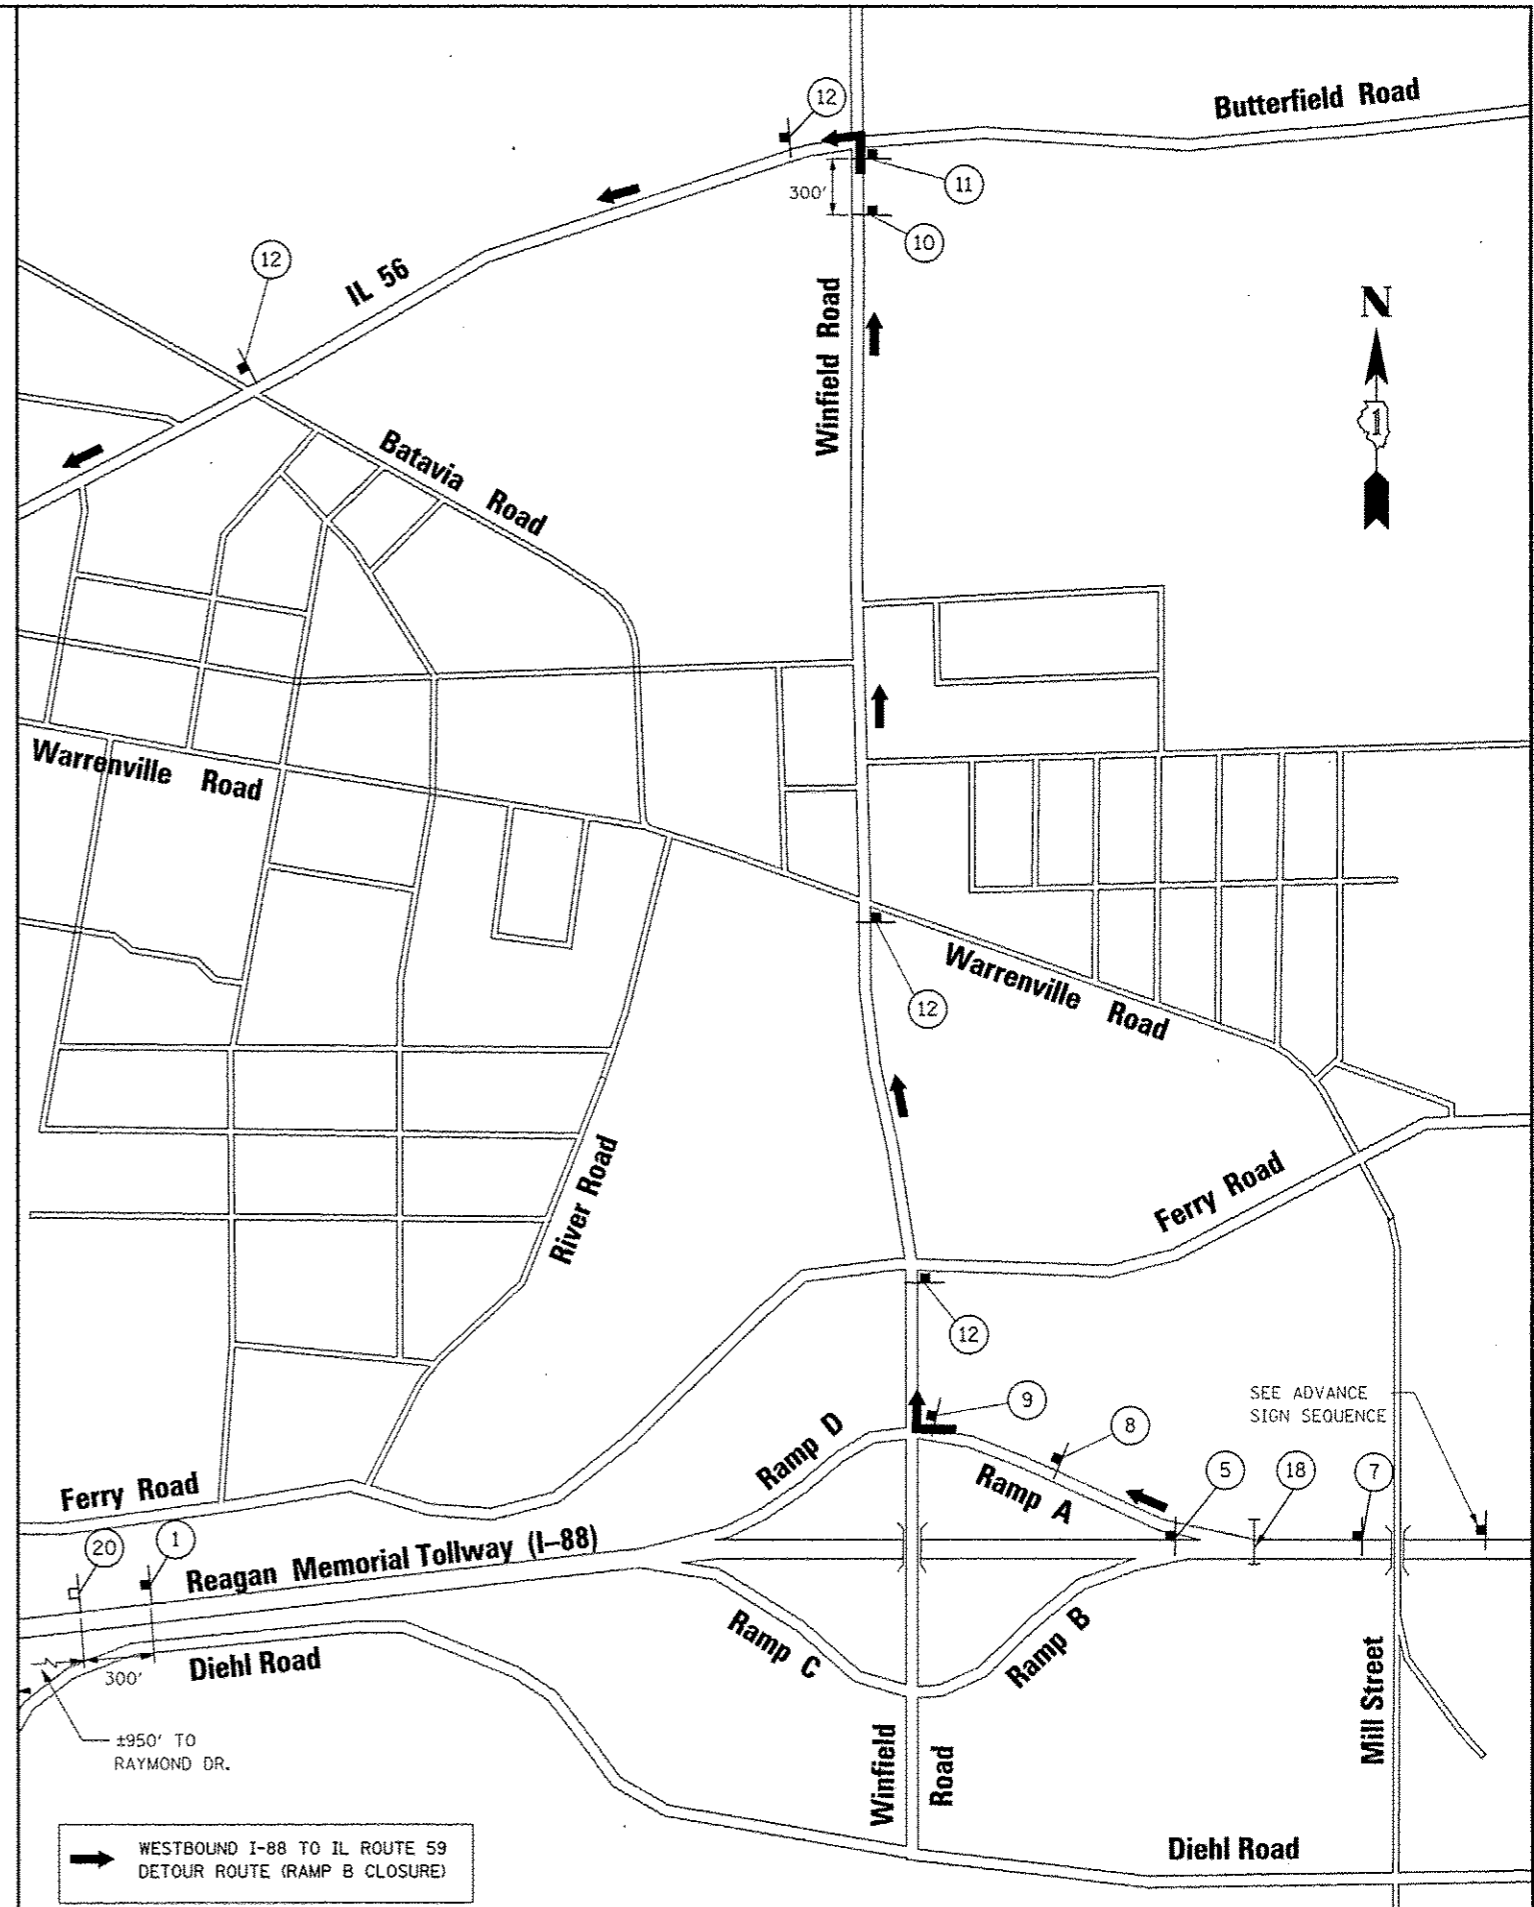 Butterfield Road
12
11
300'
10
12
IL 56
Winfield Road
N
1
Batavia Road
Warrenville Road
12
Warrenville Road
River Road
Ferry Road
12
SEE ADVANCE
SIGN SEQUENCE
9
8
Ramp D
5
18
7
Ramp A
Ferry Road
20
1
Reagan Memorial Tollway (I-88)
Ramp C
Ramp B
Diehl Road
300'
Mill Street
±950' TO
RAYMOND DR.
Winfield
Road
WESTBOUND I-88 TO IL ROUTE 59
DETOUR ROUTE (RAMP B CLOSURE)
Diehl Road